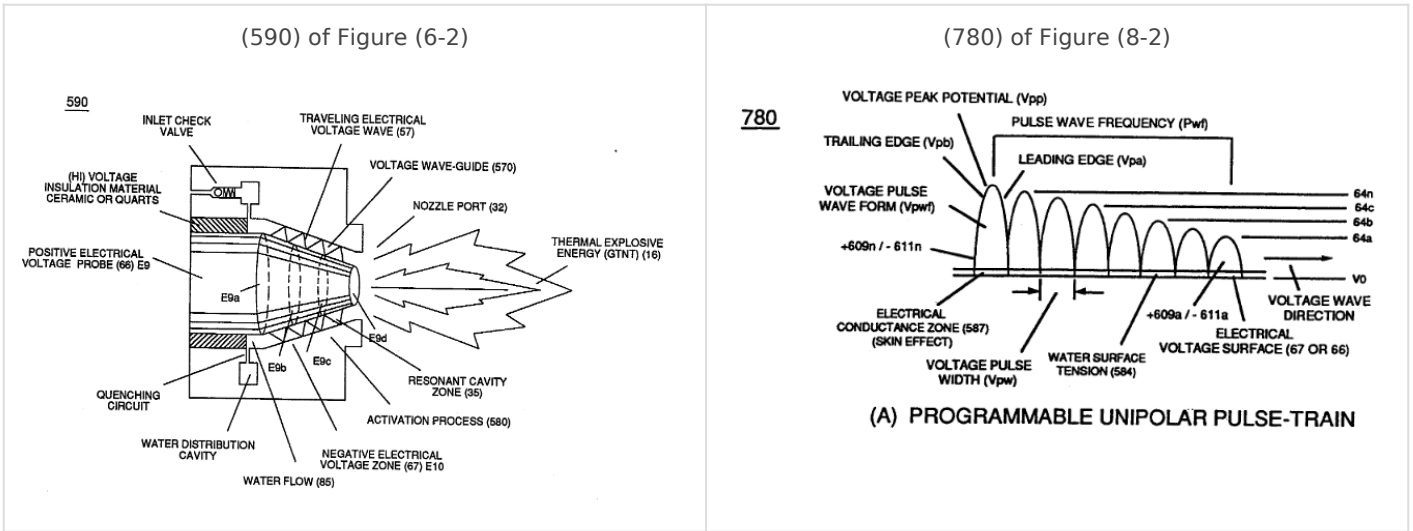 (590) of Figure (6-2)
590
INLET CHECK
VALVE
TRAVELING ELECTRICAL
VOLTAGE WAVE (57)
VOLTAGE WAVE-GUIDE (570)
(HI) VOLTAGE
INSULATION MATERIAL
CERAMIC OR QUARTS
NOZZLE PORT (32)
POSITIVE ELECTRICAL
VOLTAGE PROBE (66) E9
THERMAL EXPLOSIVE
ENERGY (GTNT) (16)
E9a
E9d
E9b
E9c
RESONANT CAVITY
ZONE (35)
QUENCHING
CIRCUIT
ACTIVATION PROCESS (580)
WATER DISTRIBUTION
CAVITY
NEGATIVE ELECTRICAL
VOLTAGE ZONE (67) E10
WATER FLOW (85)
(780) of Figure (8-2)
780
VOLTAGE PEAK POTENTIAL (Vpp)
PULSE WAVE FREQUENCY (Pwf)
TRAILING EDGE (Vpb)
LEADING EDGE (Vpa)
VOLTAGE PULSE
WAVE FORM (Vpwf)
64n
64c
64b
64a
+609n / - 611n
V0
VOLTAGE WAVE
DIRECTION
ELECTRICAL
CONDUCTANCE ZONE (587)
(SKIN EFFECT)
+609a / - 611a
ELECTRICAL
VOLTAGE SURFACE (67 OR 66)
VOLTAGE PULSE
WIDTH (Vpw)
WATER SURFACE
TENSION (584)
(A) PROGRAMMABLE UNIPOLAR PULSE-TRAIN